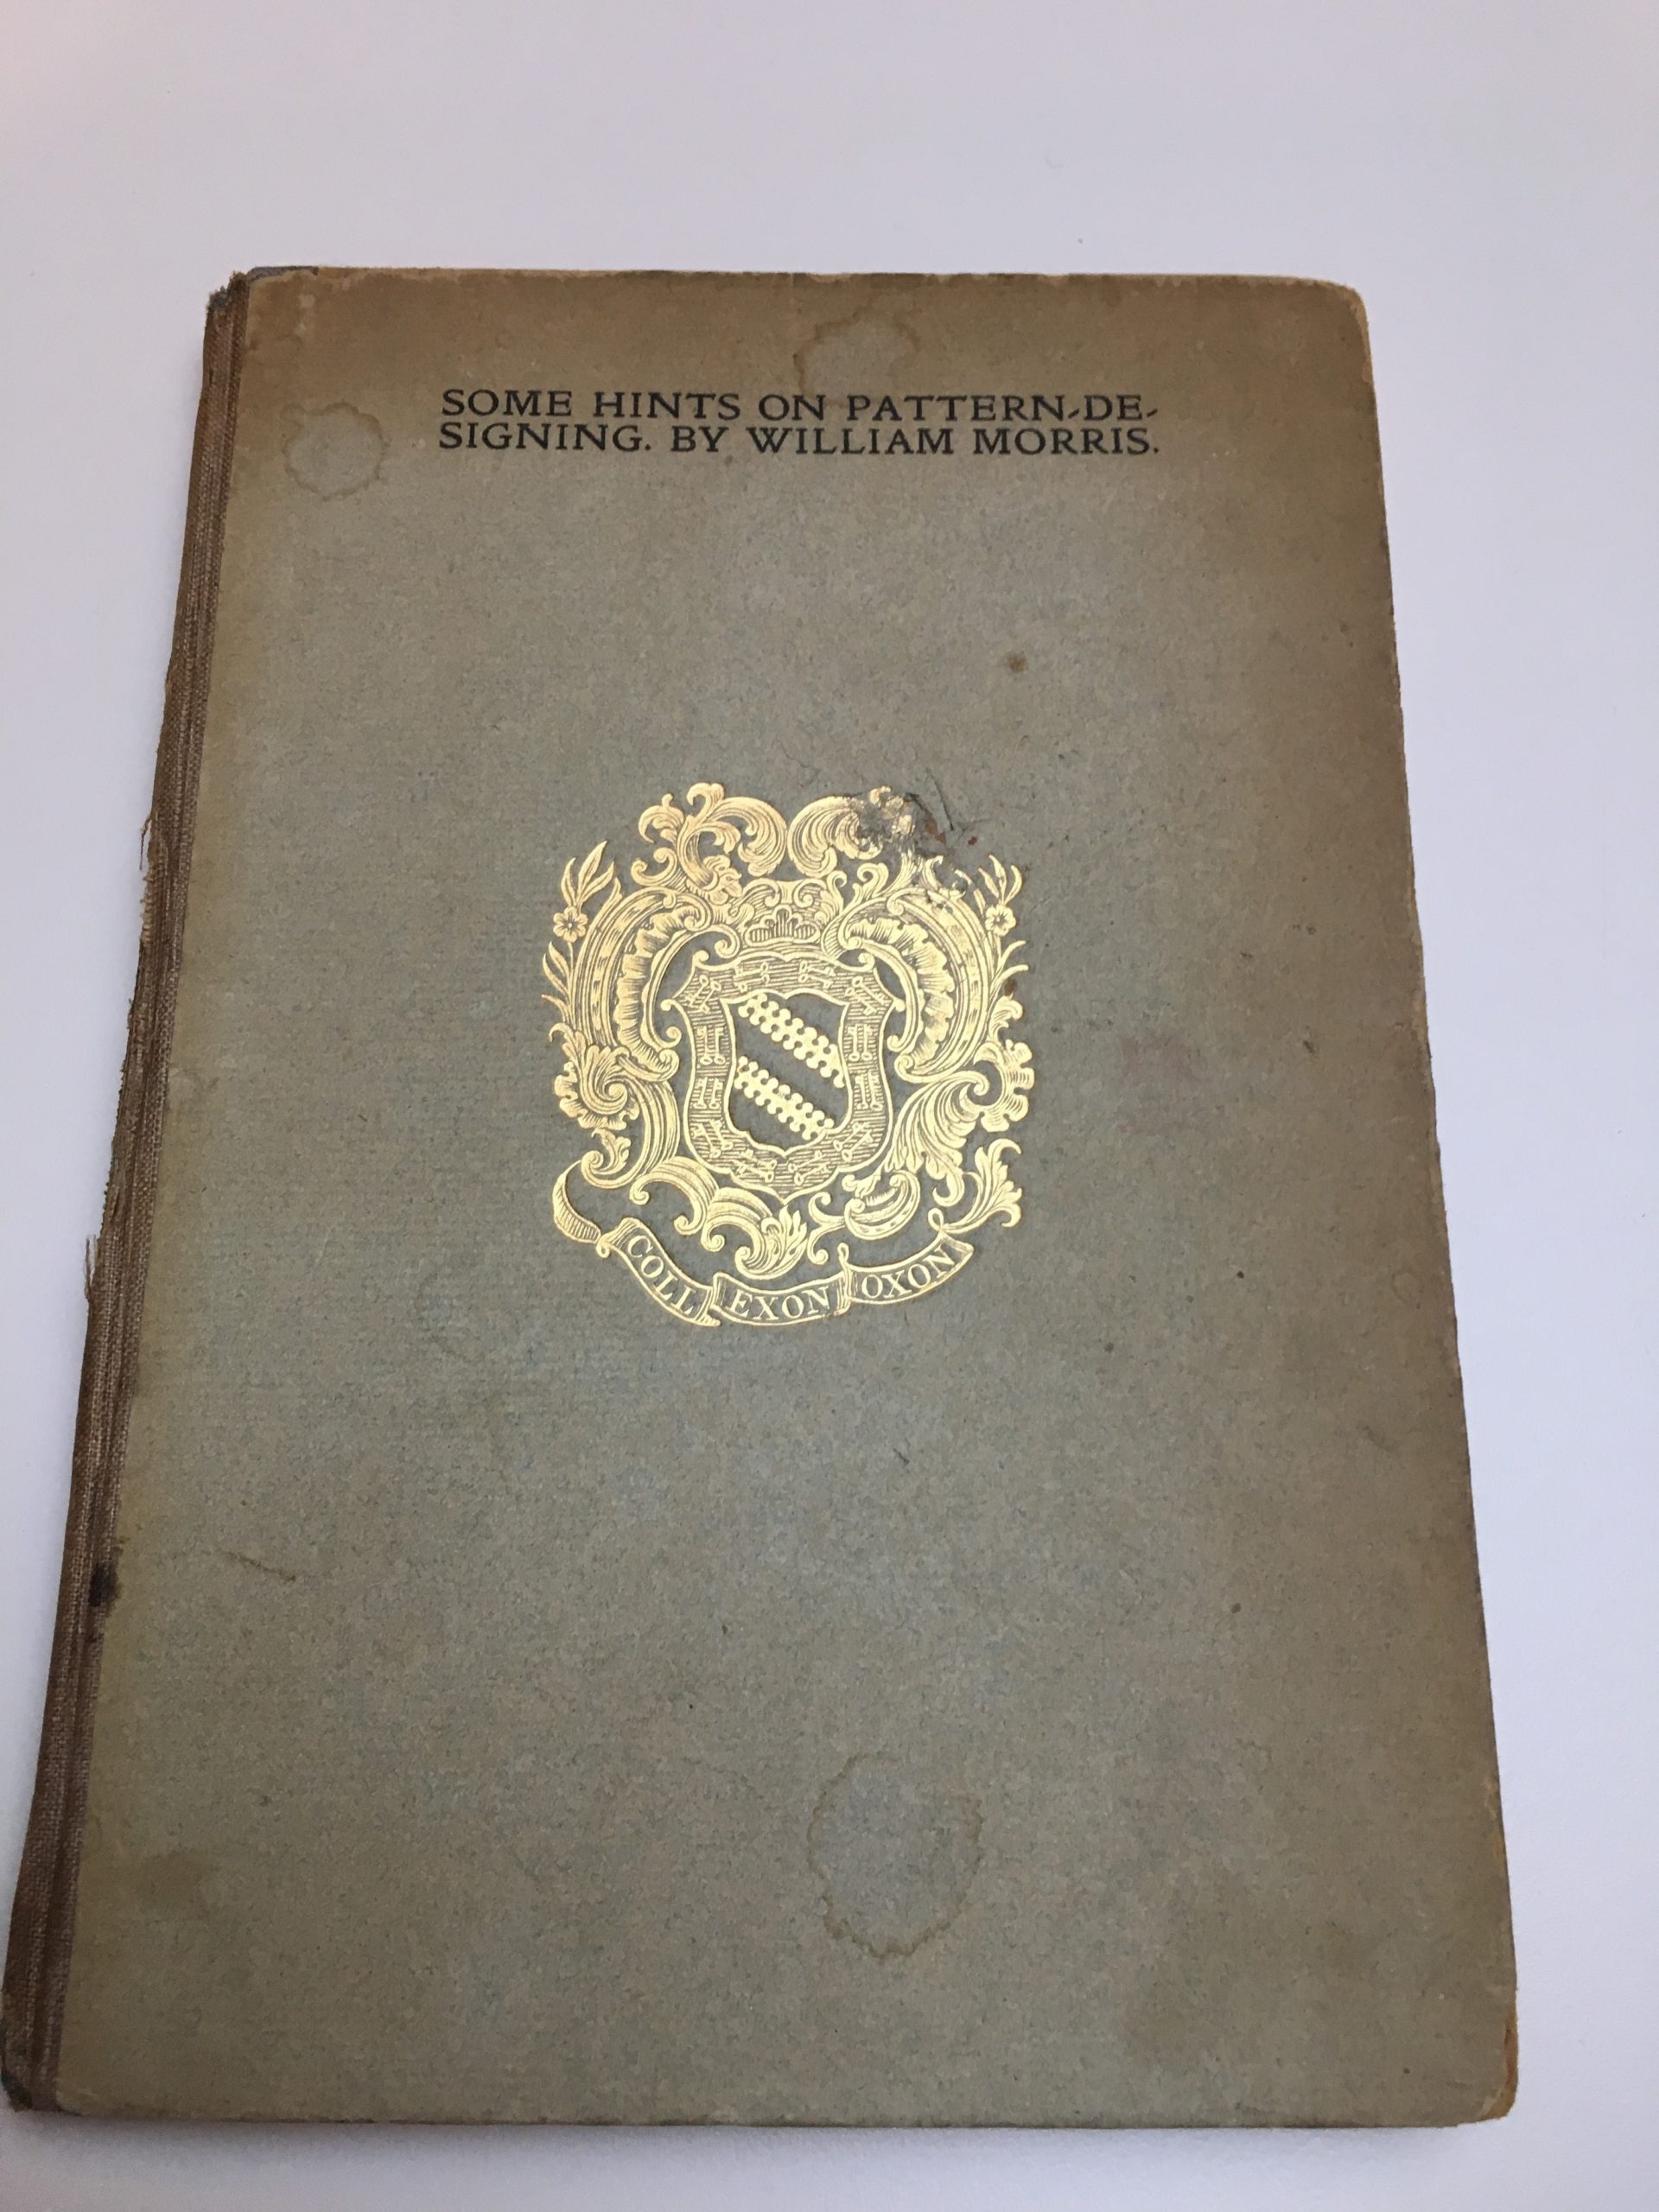 SOME HINTS ON PATTERN-DE-
SIGNING. BY WILLIAM MORRIS.
COLL EXON OXON